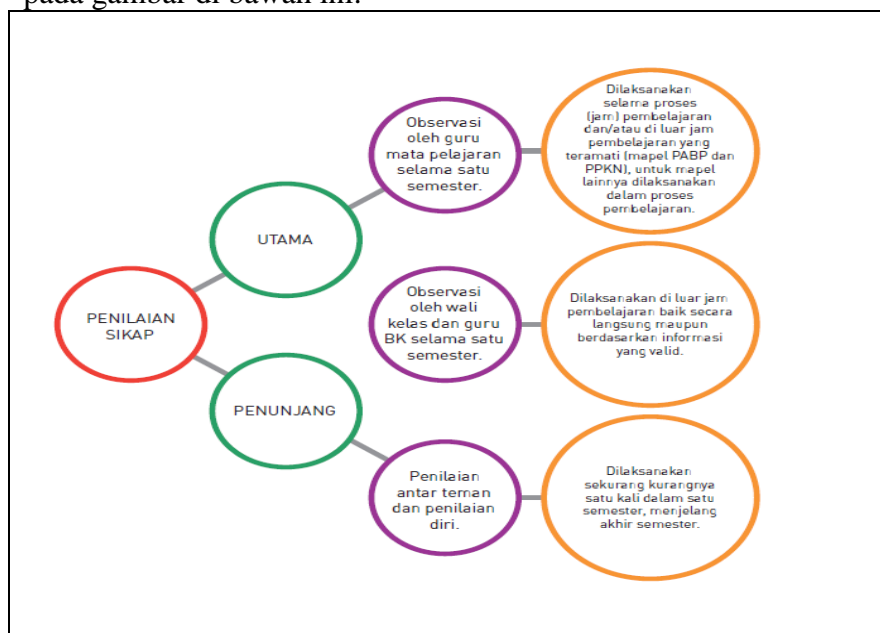 pada gambar di bawah ini:
PENILAIAN
SIKAP
UTAMA
Observasi
oleh guru
mata pelajaran
selama satu
semester.
Dilaksanakan
selama proses
(jam) pembelajaran
dan/atau di luar jam
pembelajaran yang
teramati (mapel PABP dan
PPKN), untuk mapel
lainnya dilaksanakan
dalam proses
pembelajaran.
Observasi
oleh wali
kelas dan guru
BK selama satu
semester.
Dilaksanakan di luar jam
pembelajaran baik secara
langsung maupun
berdasarkan informasi
yang valid.
PENUNJANG
Penilaian
antar teman
dan penilaian
diri.
Dilaksanakan
sekurang kurangnya
satu kali dalam satu
semester, menjelang
akhir semester.